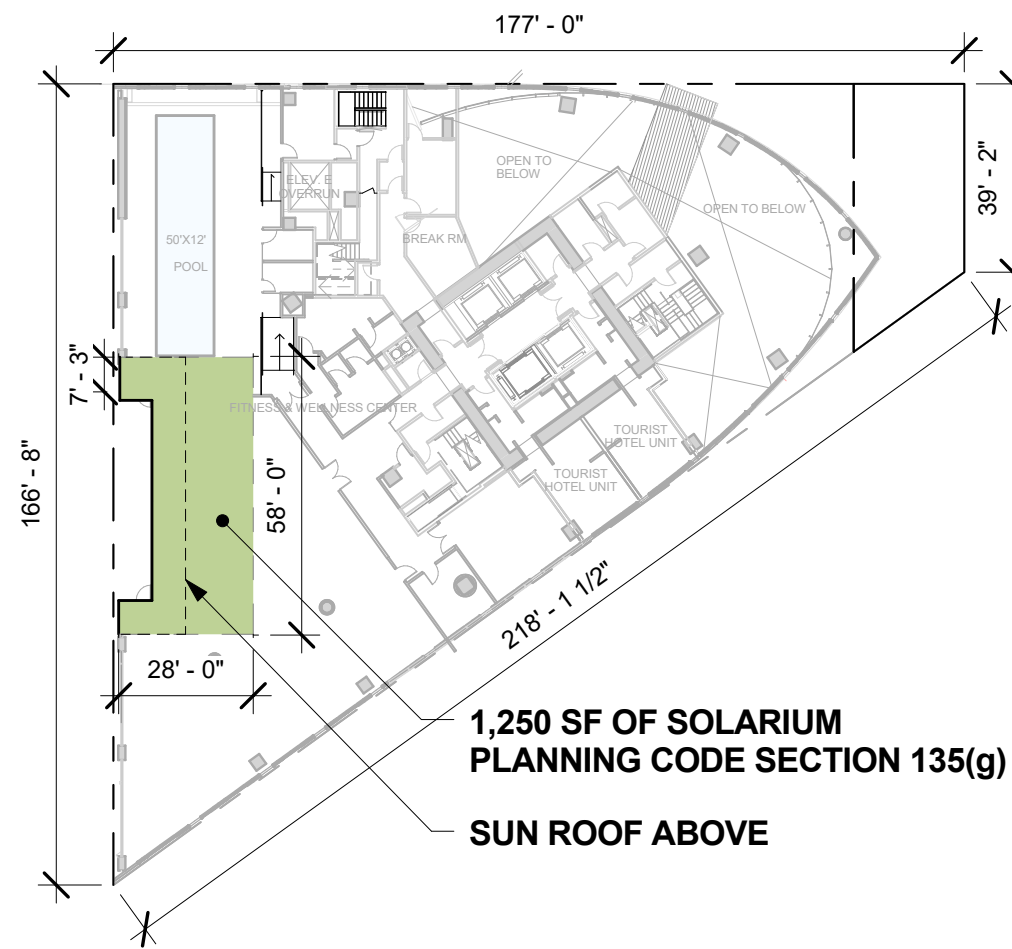 177' - 0"
39' - 2"
OPEN TO
BELOW
OPEN TO BELOW
ELEV. E
OVERRUN
BREAK RM
50'X12'
POOL
7' - 3"
166' - 8"
FITNESS & WELLNESS CENTER
58' - 0"
TOURIST
HOTEL UNIT
TOURIST
HOTEL UNIT
218' - 1 1/2"
28' - 0"
1,250 SF OF SOLARIUM
PLANNING CODE SECTION 135(g)
SUN ROOF ABOVE